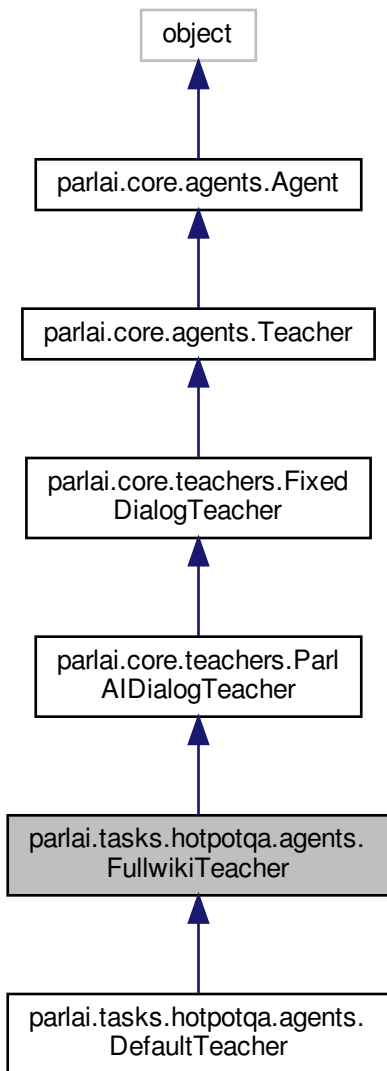 object
parlai.core.agents.Agent
parlai.core.agents.Teacher
parlai.core.teachers.Fixed
DialogTeacher
parlai.core.teachers.Parl
AIDialogTeacher
parlai.tasks.hotpotqa.agents.
FullwikiTeacher
parlai.tasks.hotpotqa.agents.
DefaultTeacher